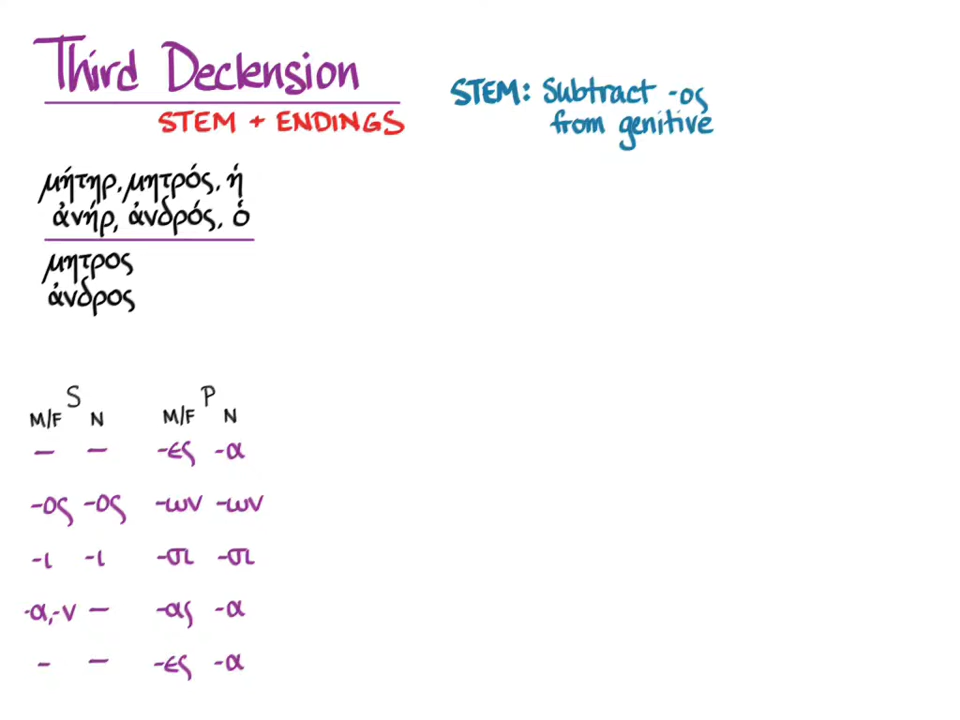 Third Declension
STEM + ENDINGS
STEM: Subtract -ος
from genitive
μήτηρ, μητρός, ἡ
ἀνήρ, ἀνδρός, ὁ
μητρος
ἀνδρος
S P
M/F N M/F N
— — -ες -α
-ος -ος -ων -ων
-ι -ι -σι -σι
-α,-ν — -ας -α
- — -ες -α